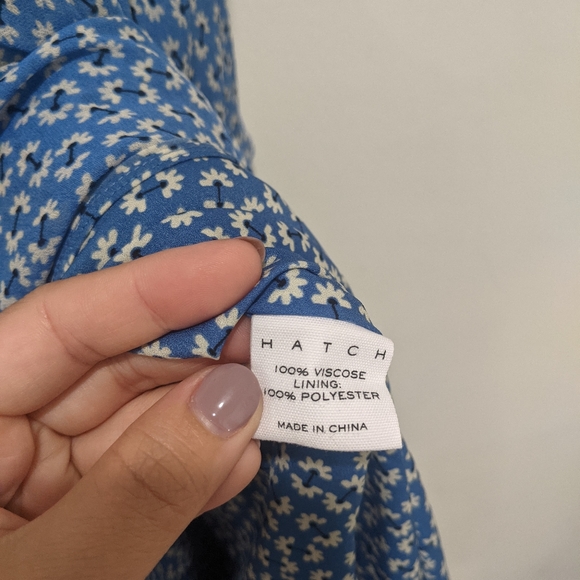 HATCH
100% VISCOSE
LINING:
100% POLYESTER
MADE IN CHINA